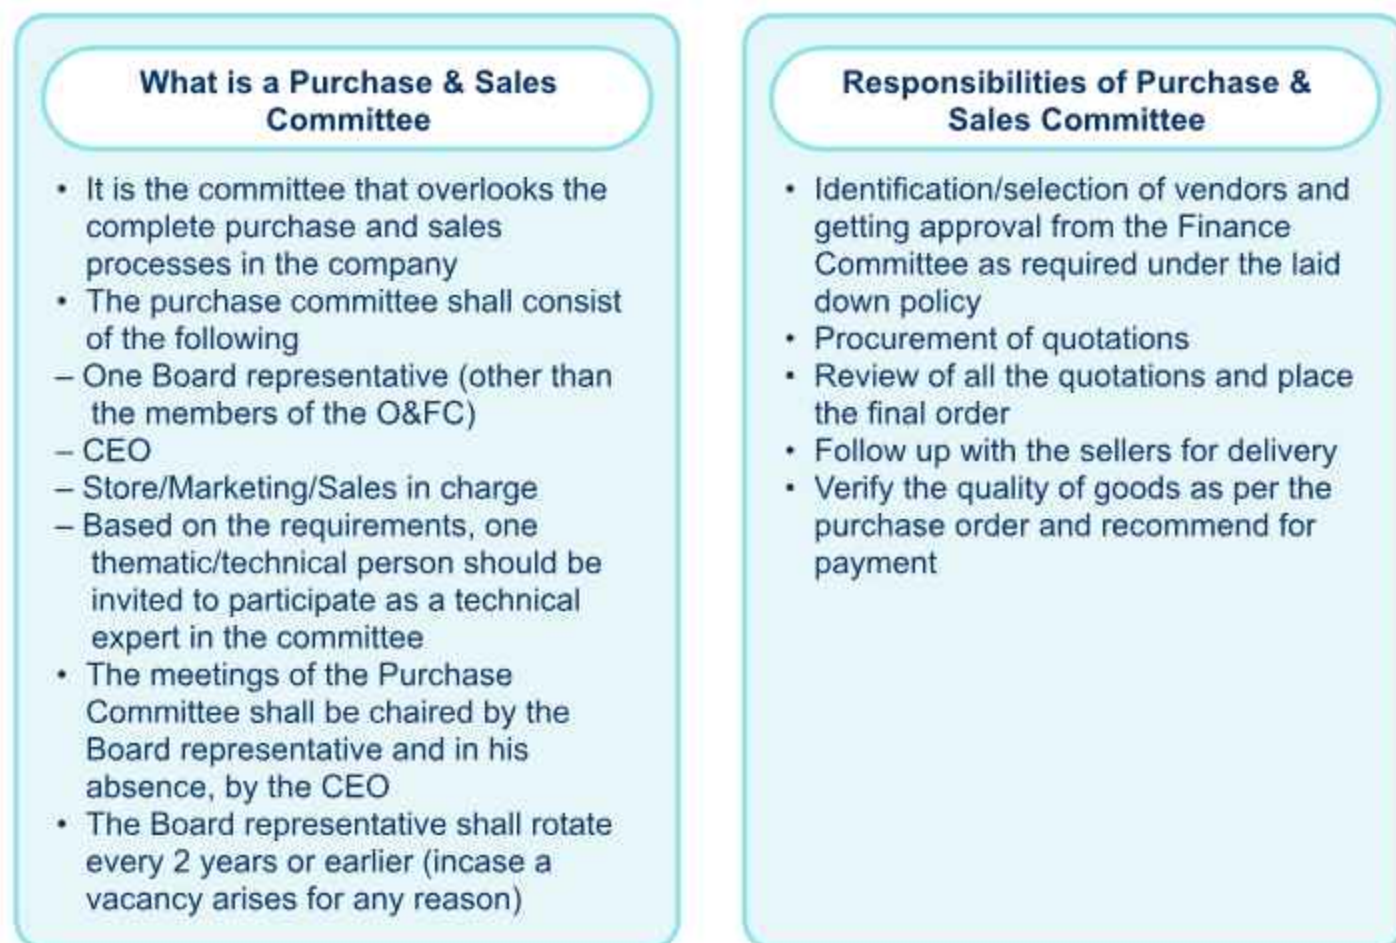 What is a Purchase & Sales
Committee
• It is the committee that overlooks the
complete purchase and sales
processes in the company
• The purchase committee shall consist
of the following
– One Board representative (other than
the members of the O&FC)
– CEO
– Store/Marketing/Sales in charge
– Based on the requirements, one
thematic/technical person should be
invited to participate as a technical
expert in the committee
• The meetings of the Purchase
Committee shall be chaired by the
Board representative and in his
absence, by the CEO
• The Board representative shall rotate
every 2 years or earlier (incase a
vacancy arises for any reason)
Responsibilities of Purchase &
Sales Committee
• Identification/selection of vendors and
getting approval from the Finance
Committee as required under the laid
down policy
• Procurement of quotations
• Review of all the quotations and place
the final order
• Follow up with the sellers for delivery
• Verify the quality of goods as per the
purchase order and recommend for
payment